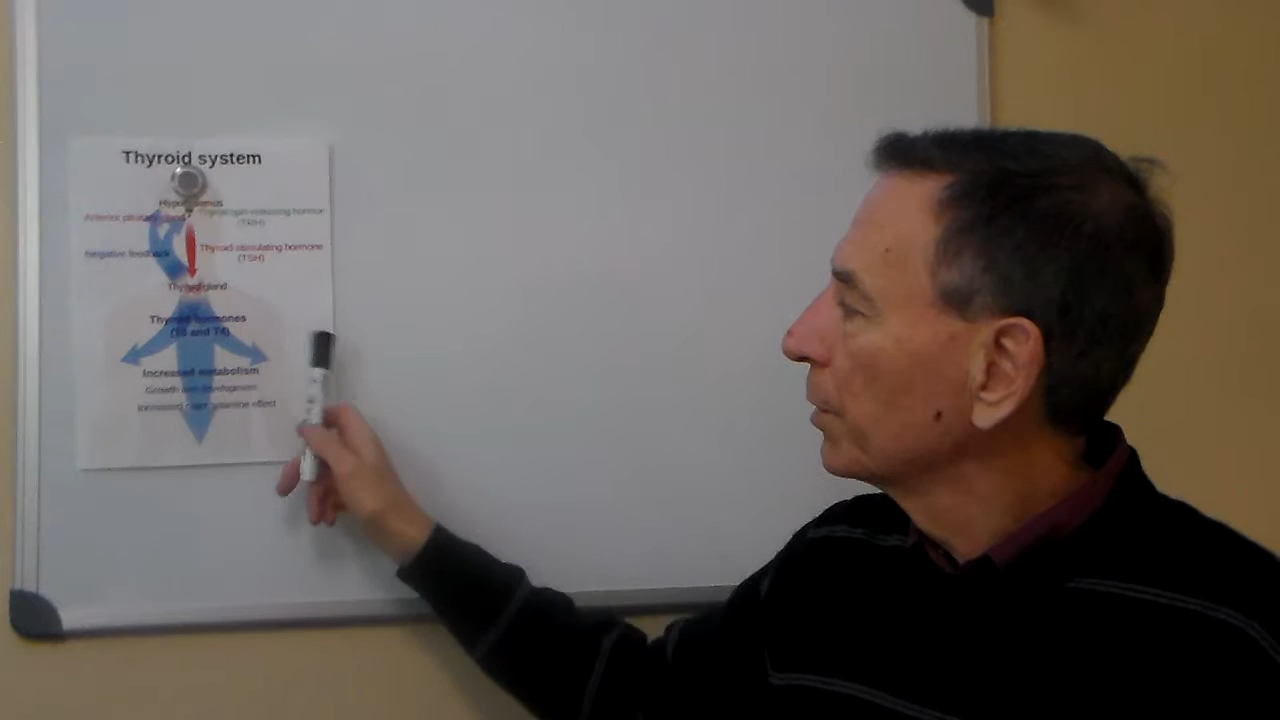 Thyroid system
Hypothalamus
Anterior pituitary gland
Thyrotropin-releasing hormone
(TRH)
Negative feedback
Thyroid-stimulating hormone
(TSH)
Thyroid gland
Thyroid hormones
(T3 and T4)
Increased metabolism
Growth and development
Increased catecholamine effect